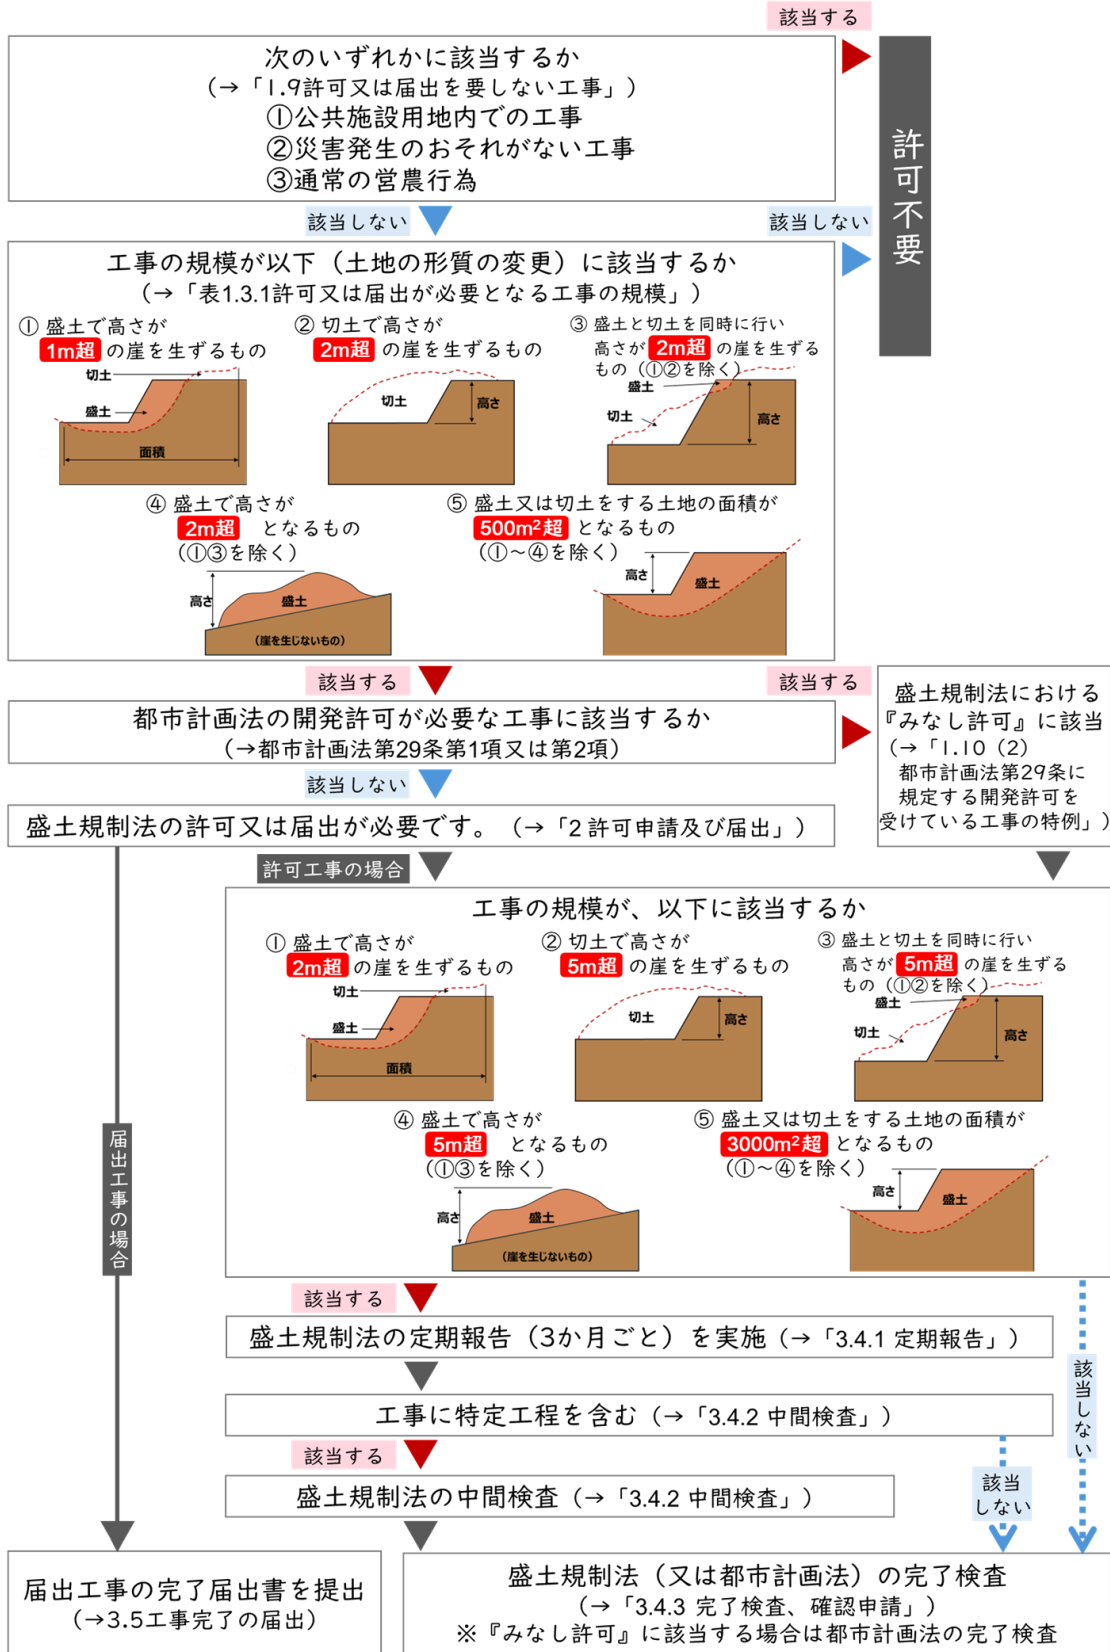 該当する
次のいずれかに該当するか
(→「1.9許可又は届出を要しない工事」)
①公共施設用地内での工事
②災害発生のおそれがない工事
③通常の営農行為
許可不要
該当しない
該当しない
工事の規模が以下（土地の形質の変更）に該当するか
(→「表1.3.1許可又は届出が必要となる工事の規模」)
① 盛土で高さが
1m超 の崖を生ずるもの
切土
盛土
面積
② 切土で高さが
2m超 の崖を生ずるもの
切土
高さ
③ 盛土と切土を同時に行い
高さが 2m超 の崖を生ずる
もの（①②を除く）
盛土
切土
高さ
④ 盛土で高さが
2m超 となるもの
（①③を除く）
高さ
盛土
（崖を生じないもの）
⑤ 盛土又は切土をする土地の面積が
500m²超 となるもの
（①～④を除く）
高さ
盛土
該当する
該当する
都市計画法の開発許可が必要な工事に該当するか
(→都市計画法第29条第1項又は第2項)
盛土規制法における
『みなし許可』に該当
(→「1.10（2）
都市計画法第29条に
規定する開発許可を
受けている工事の特例」)
該当しない
盛土規制法の許可又は届出が必要です。（→「2 許可申請及び届出」）
許可工事の場合
工事の規模が、以下に該当するか
① 盛土で高さが
2m超 の崖を生ずるもの
切土
盛土
面積
② 切土で高さが
5m超 の崖を生ずるもの
切土
高さ
③ 盛土と切土を同時に行い
高さが 5m超 の崖を生ずる
もの（①②を除く）
盛土
切土
高さ
④ 盛土で高さが
5m超 となるもの
（①③を除く）
高さ
盛土
（崖を生じないもの）
⑤ 盛土又は切土をする土地の面積が
3000m²超 となるもの
（①～④を除く）
高さ
盛土
届出工事の場合
該当する
盛土規制法の定期報告（3か月ごと）を実施（→「3.4.1 定期報告」）
該当しない
工事に特定工程を含む（→「3.4.2 中間検査」）
該当する
該当
しない
盛土規制法の中間検査（→「3.4.2 中間検査」）
届出工事の完了届出書を提出
(→3.5工事完了の届出)
盛土規制法（又は都市計画法）の完了検査
(→「3.4.3 完了検査、確認申請」)
※『みなし許可』に該当する場合は都市計画法の完了検査